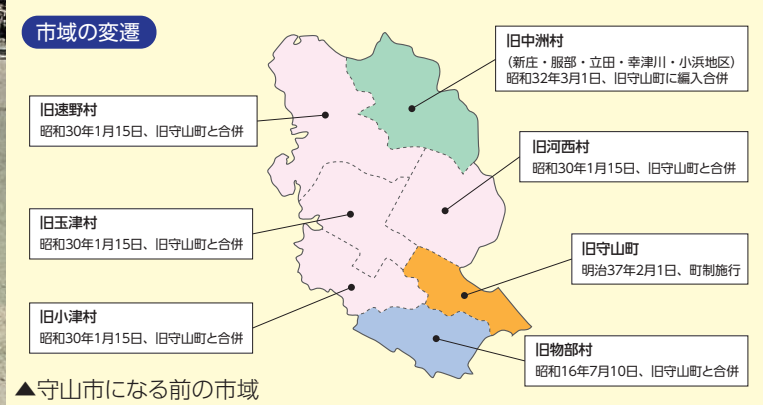 市域の変遷
旧中洲村
（新庄・服部・立田・幸津川・小浜地区）
昭和32年3月1日、旧守山町に編入合併
旧速野村
昭和30年1月15日、旧守山町と合併
旧河西村
昭和30年1月15日、旧守山町と合併
旧玉津村
昭和30年1月15日、旧守山町と合併
旧守山町
明治37年2月1日、町制施行
旧小津村
昭和30年1月15日、旧守山町と合併
旧物部村
昭和16年7月10日、旧守山町と合併
▲守山市になる前の市域